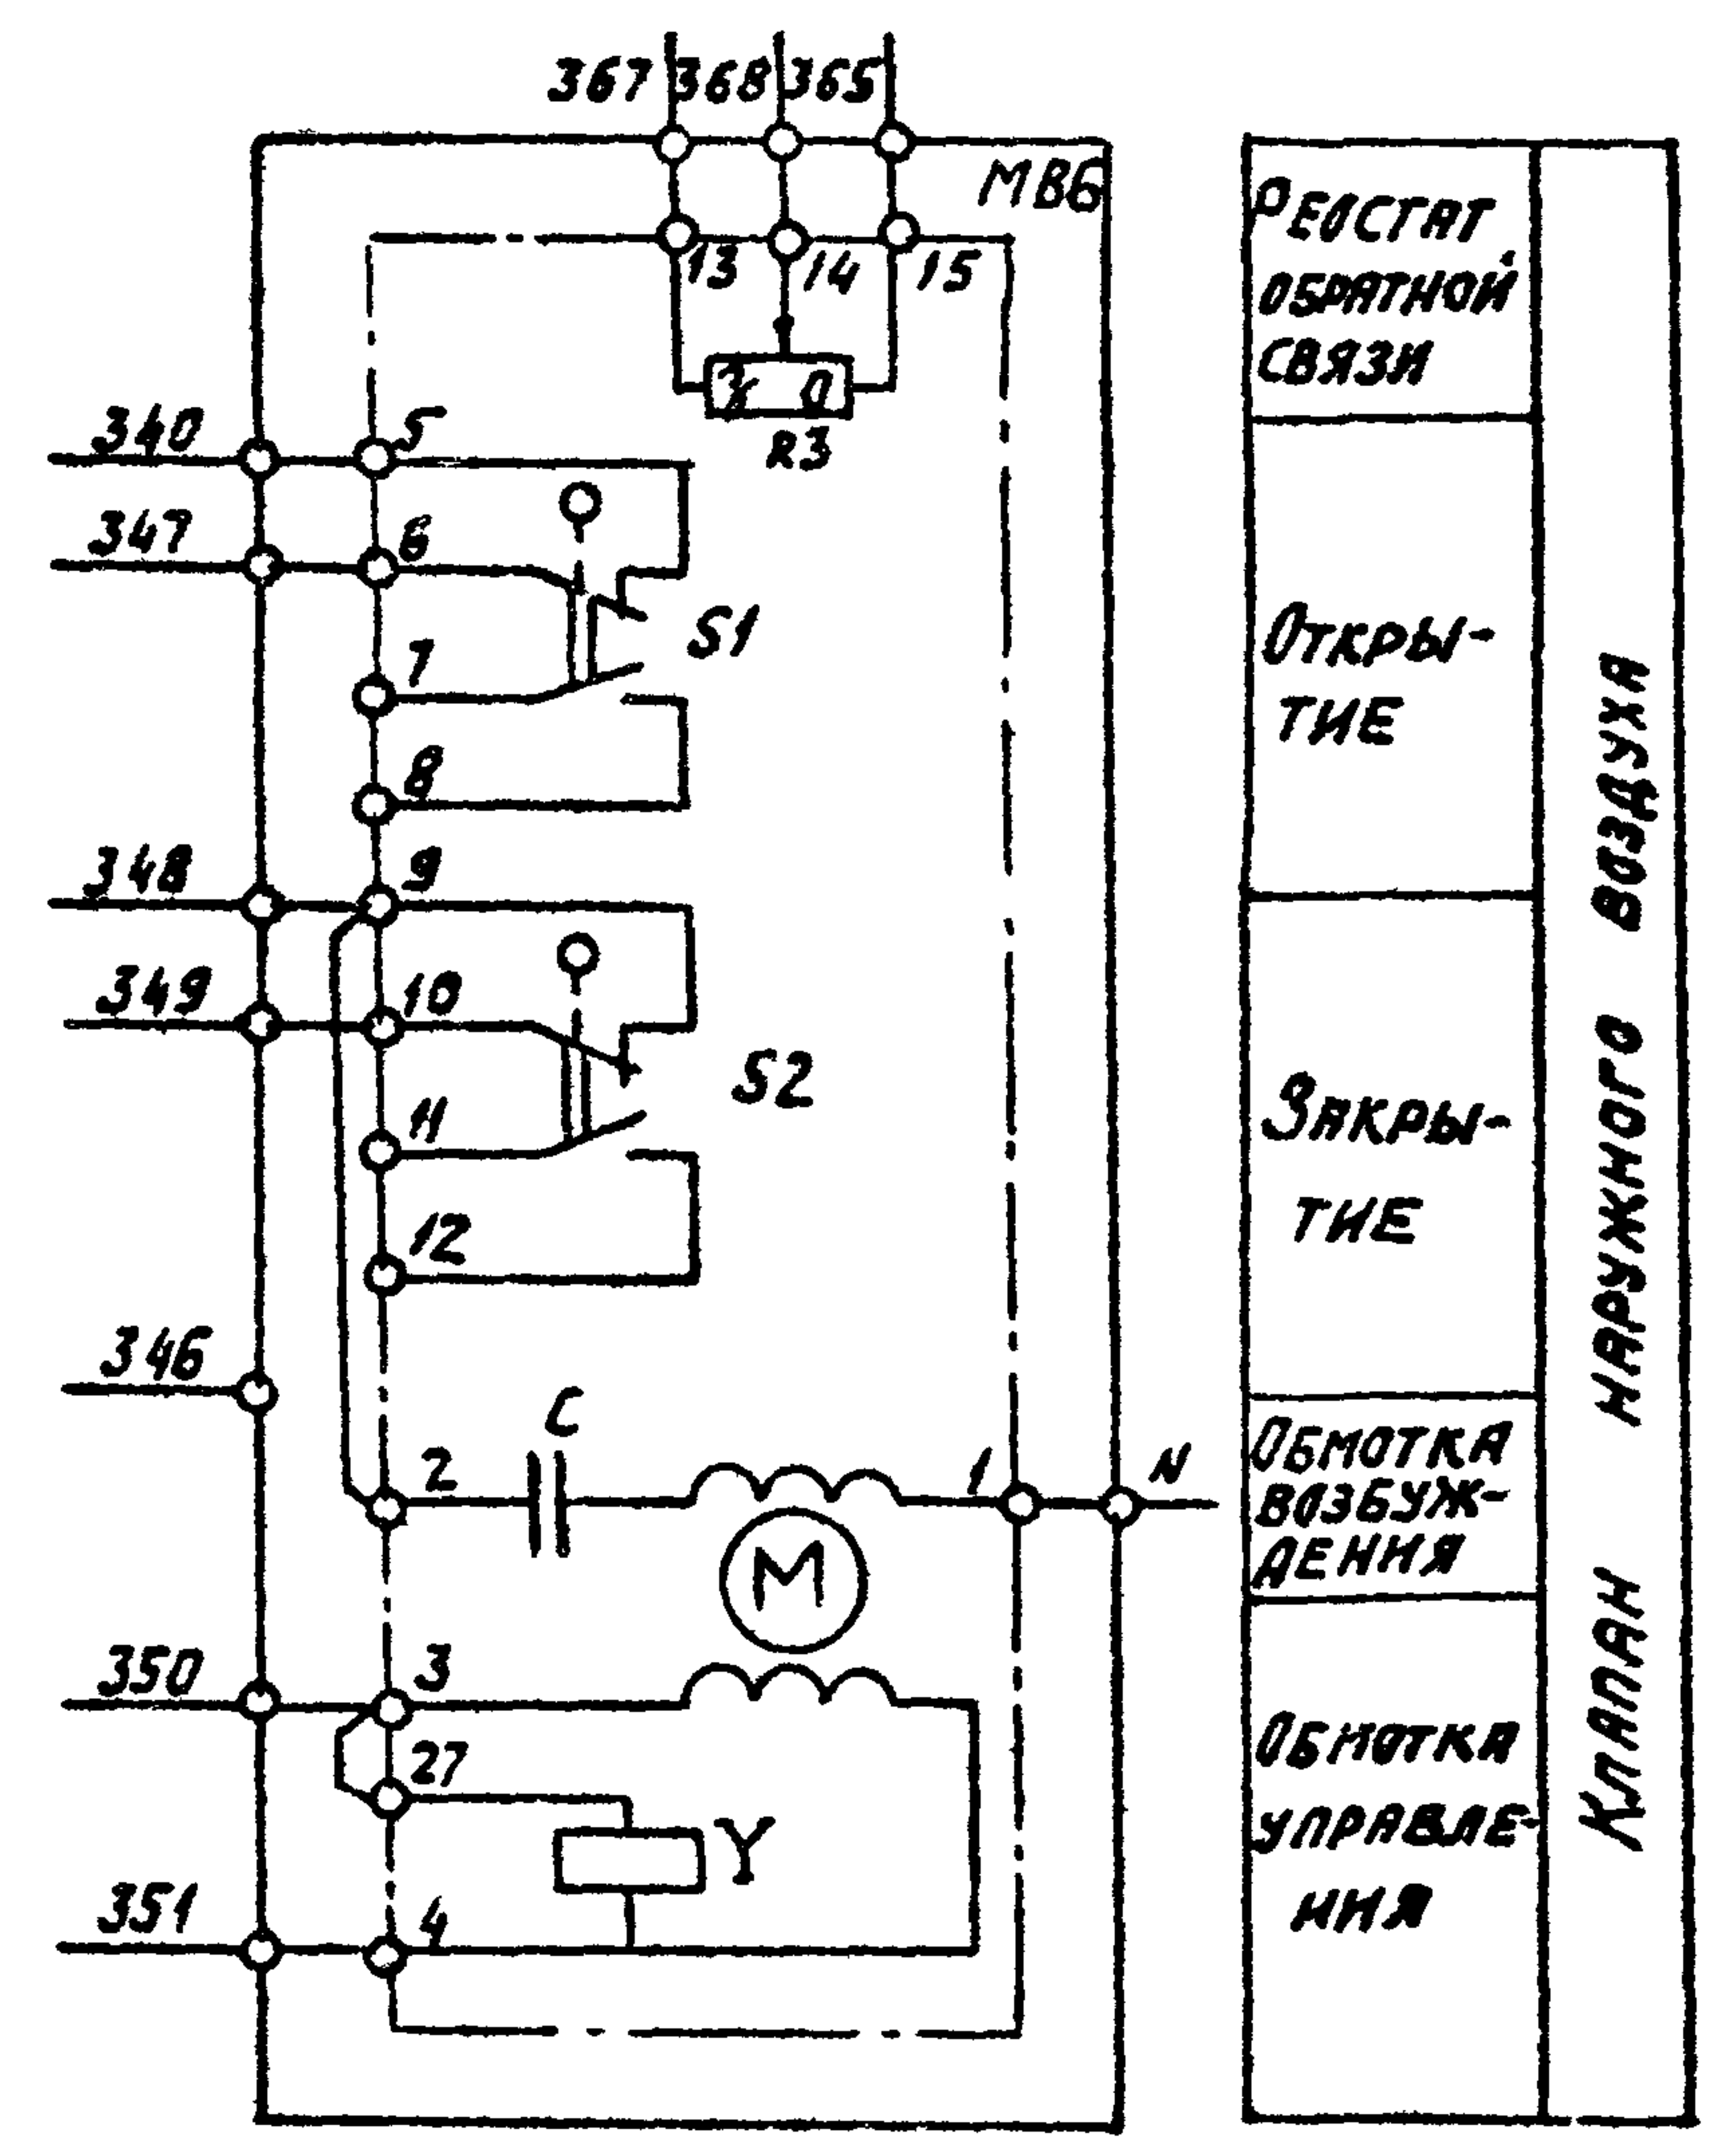 367 368 365
МВ6
13 14 15
З О
R3
340
5
347
6
S1
7
8
348
9
349
10
S2
11
12
346
C
2
1
N
M
350
3
27
Y
351
4
Реостат
обратной
связи
Откры-
тие
Закры-
тие
Обмотка
возбуж-
дения
Обмотка
управле-
ния
Клапан наружного воздуха